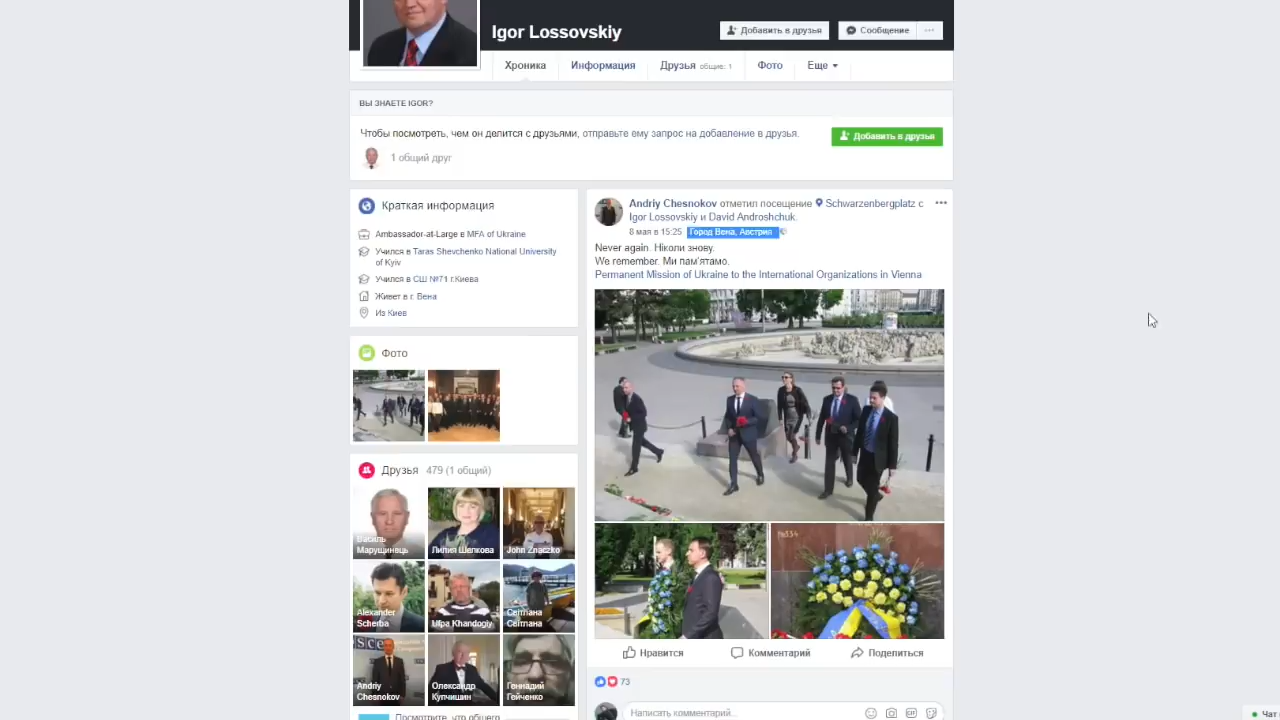 Igor Lossovskiy
Добавить в друзья
Сообщение
Хроника
Информация
Друзья общие: 1
Фото
Еще
ВЫ ЗНАЕТЕ IGOR?
Чтобы посмотреть, чем он делится с друзьями, отправьте ему запрос на добавление в друзья.
Добавить в друзья
1 общий друг
Краткая информация
Ambassador-at-Large в MFA of Ukraine
Учился в Taras Shevchenko National University
of Kyiv
Учился в СШ №71 г.Киева
Живет в г. Вена
Из Киев
Фото
Друзья 479 (1 общий)
Василь
Марущинець
Лилия Шепкова
John Znaczko
Alexander
Scherba
Ufpa Khandogiy
Світлана
Світлана
Andriy
Chesnokov
Олександр
Купчишин
Геннадий
Гейченко
Посмотрите, что общего
Andriy Chesnokov отметил посещение Schwarzenbergplatz с
Igor Lossovskiy и David Androshchuk.
8 мая в 15:25 Город Вена, Австрия
Never again. Ніколи знову.
We remember. Ми пам'ятамо.
Permanent Mission of Ukraine to the International Organizations in Vienna
Нравится
Комментарий
Поделиться
73
Написать комментарий...
GIF
Чат